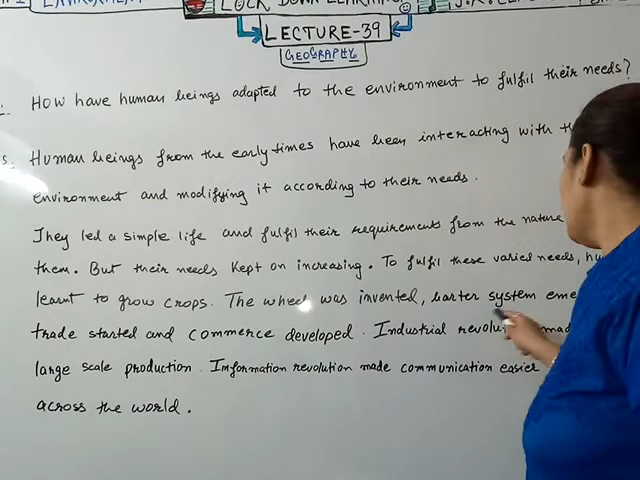 LOCK DOWN LEARNING
LECTURE-39
GEOGRAPHY
How have human beings adapted to the environment to fulfil their needs?
Human beings from the early times have been interacting with
environment and modifying it according to their needs.
They led a simple life and fulfil their requirements from the nature
them. But their needs kept on increasing. To fulfil these varied needs,
learnt to grow crops. The wheel was invented, barter system
trade started and commerce developed. Industrial
large scale production. Information revolution made communication easier
across the world.